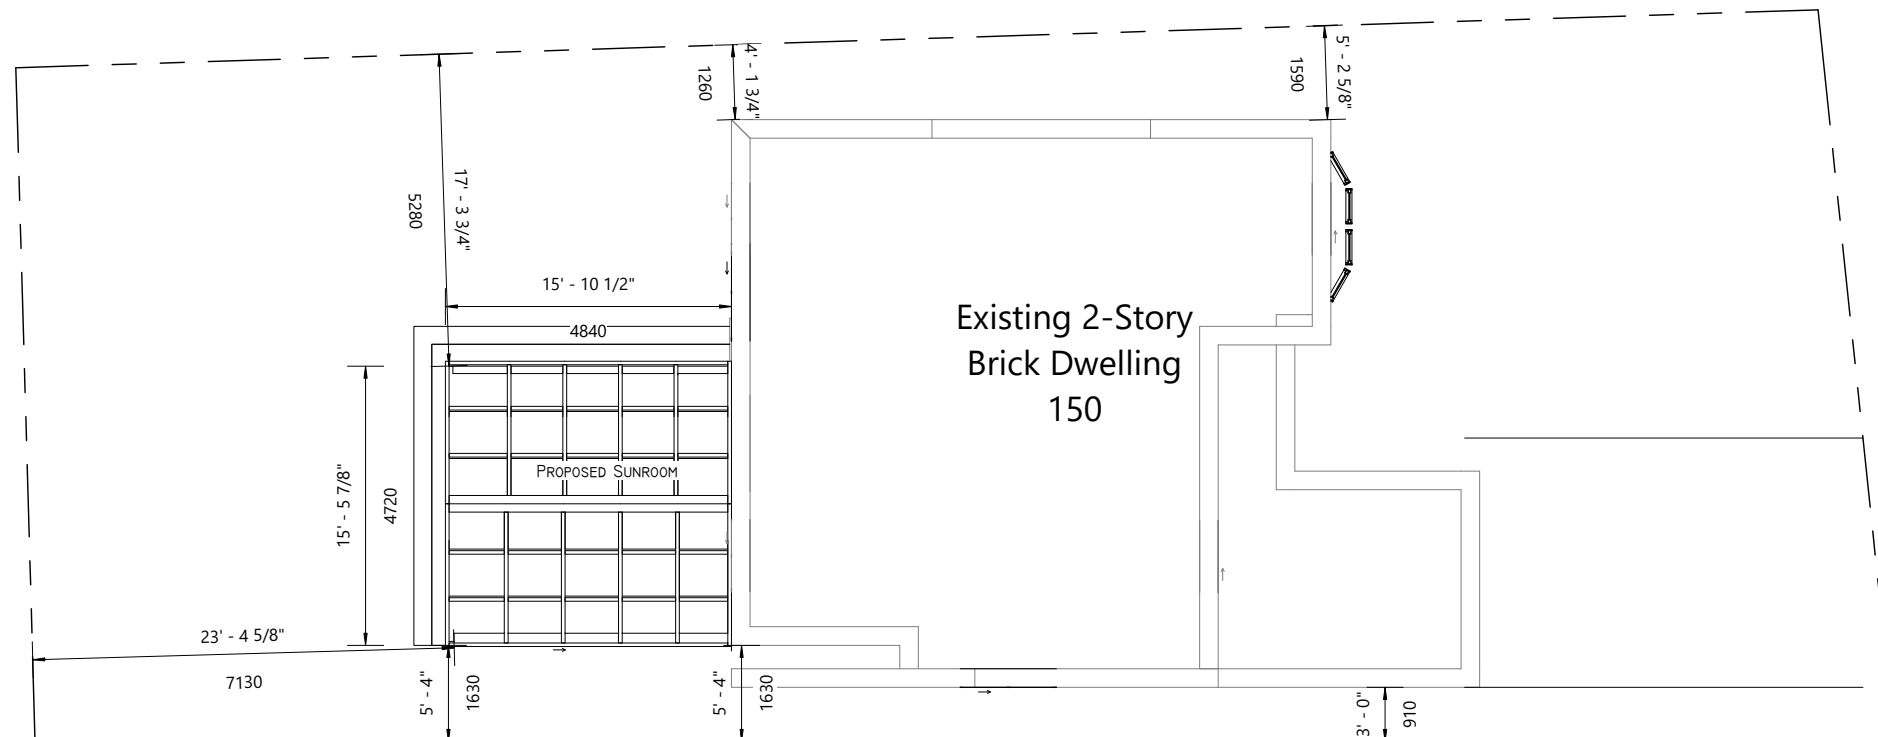 4' - 1 3/4"
1260
5' - 2 5/8"
1590
17' - 3 3/4"
5280
15' - 10 1/2"
4840
Existing 2-Story
Brick Dwelling
150
PROPOSED SUNROOM
15' - 5 7/8"
4720
23' - 4 5/8"
7130
5' - 4"
1630
5' - 4"
1630
3' - 0"
910